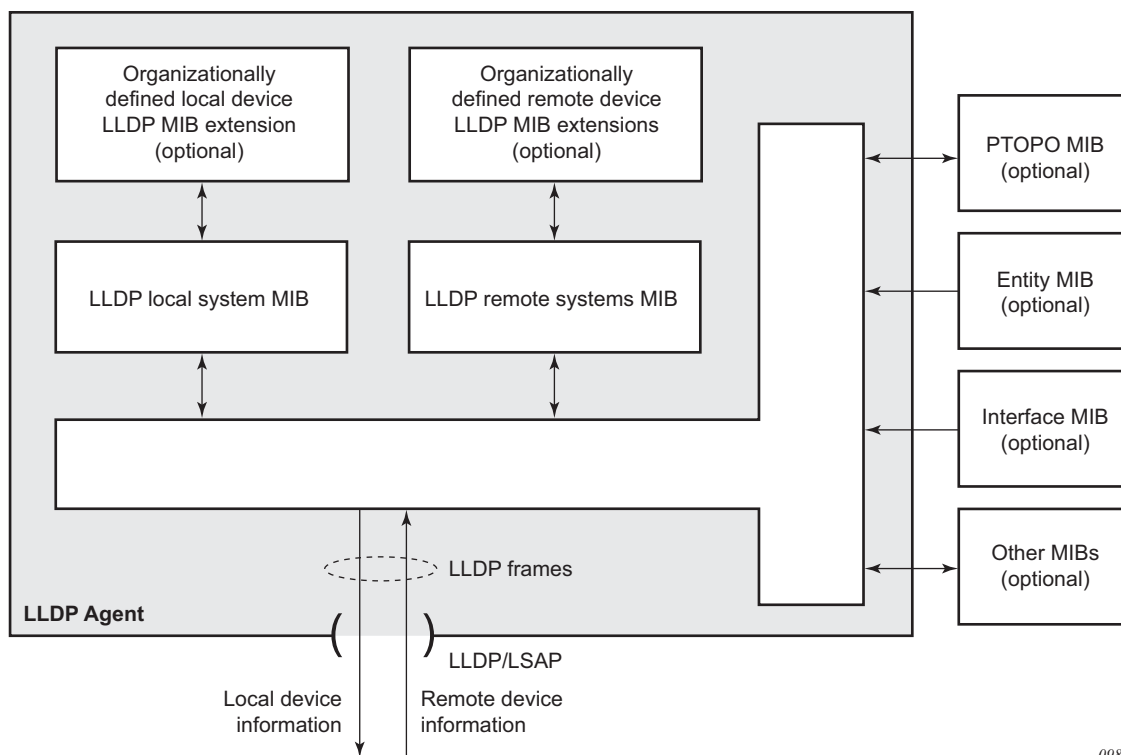 Organizationally
defined local device
LLDP MIB extension
(optional)
Organizationally
defined remote device
LLDP MIB extensions
(optional)
PTOPO MIB
(optional)
LLDP local system MIB
LLDP remote systems MIB
Entity MIB
(optional)
Interface MIB
(optional)
Other MIBs
(optional)
LLDP frames
LLDP Agent
LLDP/LSAP
Local device
information
Remote device
information